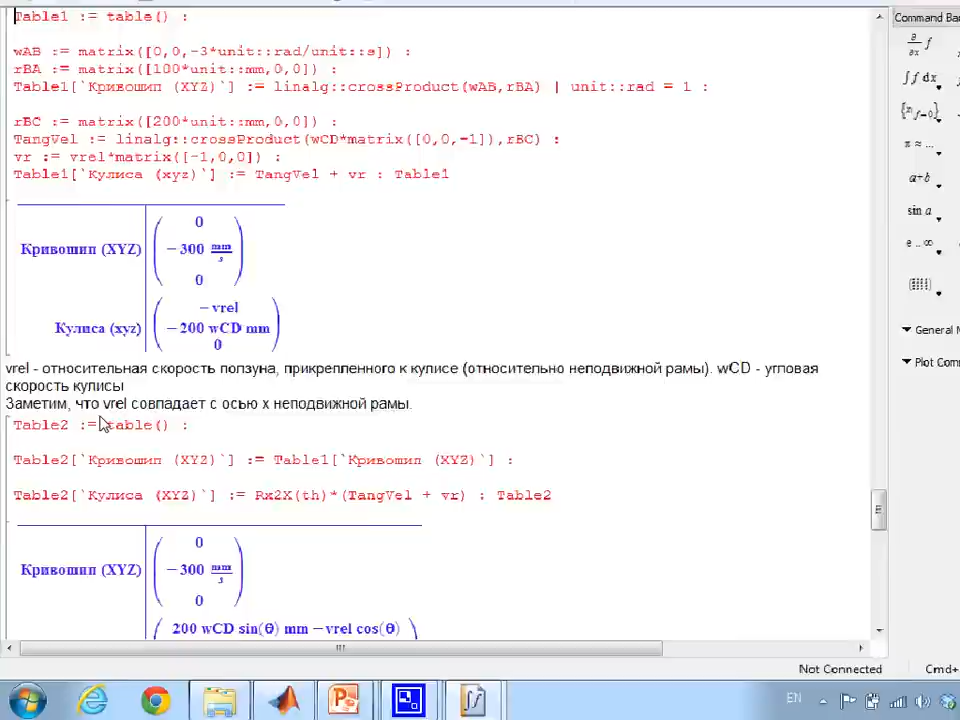 Table1 := table() :
wAB := matrix([0,0,-3*unit::rad/unit::s]) :
rBA := matrix([100*unit::mm,0,0]) :
Table1[`Кривошип (XYZ)`] := linalg::crossProduct(wAB,rBA) | unit::rad = 1 :
rBC := matrix([200*unit::mm,0,0]) :
TangVel := linalg::crossProduct(wCD*matrix([0,0,-1]),rBC) :
vr := vrel*matrix([-1,0,0]) :
Table1[`Кулиса (xyz)`] := TangVel + vr : Table1
0
Кривошип (XYZ) −300 mm/s
0
−vrel
Кулиса (xyz) −200 wCD mm
0
vrel - относительная скорость ползуна, прикрепленного к кулисе (относительно неподвижной рамы). wCD - угловая
скорость кулисы
Заметим, что vrel совпадает с осью x неподвижной рамы.
Table2 := table() :
Table2[`Кривошип (XYZ)`] := Table1[`Кривошип (XYZ)`] :
Table2[`Кулиса (XYZ)`] := Rx2X(th)*(TangVel + vr) : Table2
0
Кривошип (XYZ) −300 mm/s
0
200 wCD sin(θ) mm −vrel cos(θ)
Command Ba
∂/∂x f
∫f dx
π ≈ ...
a+b
sin a
e .. ∞
General M
Plot Com
Not Connected Cmd+
EN